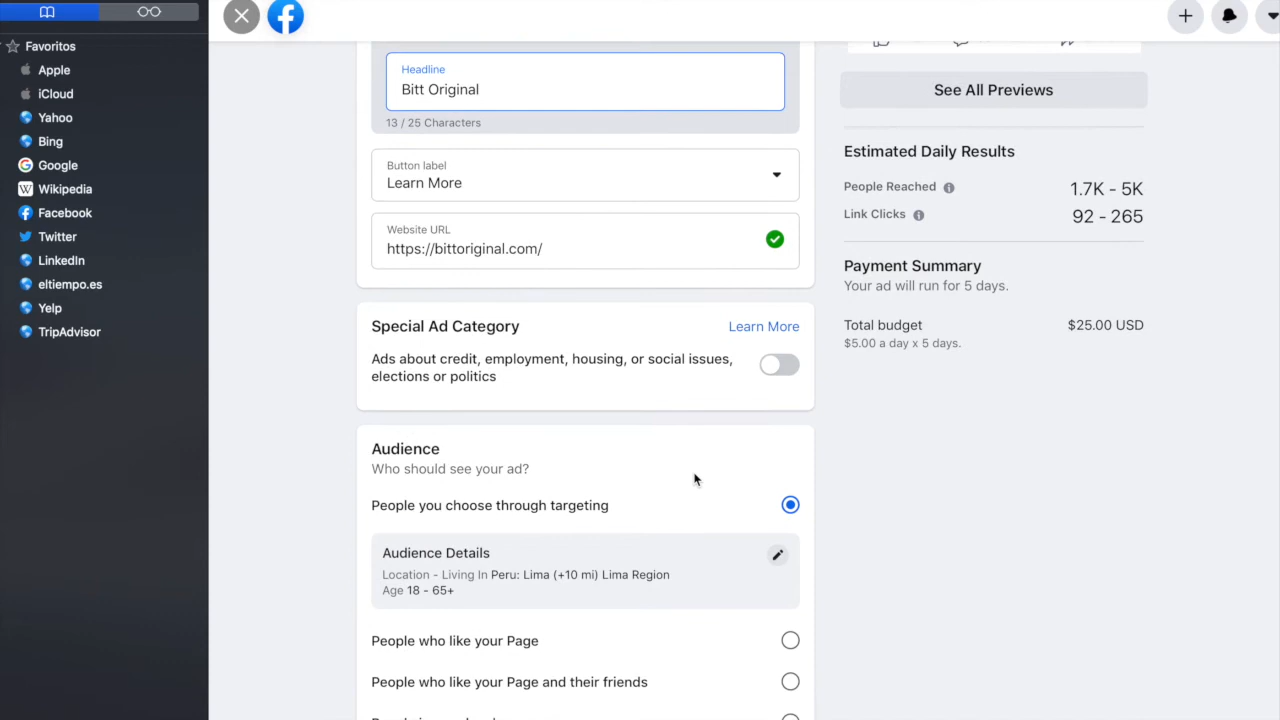 Favoritos
Apple
iCloud
Yahoo
Bing
Google
Wikipedia
Facebook
Twitter
LinkedIn
eltiempo.es
Yelp
TripAdvisor
Headline
Bitt Original
13 / 25 Characters
Button label
Learn More
Website URL
https://bittoriginal.com/
Special Ad Category
Learn More
Ads about credit, employment, housing, or social issues,
elections or politics
Audience
Who should see your ad?
People you choose through targeting
Audience Details
Location - Living In Peru: Lima (+10 mi) Lima Region
Age 18 - 65+
People who like your Page
People who like your Page and their friends
See All Previews
Estimated Daily Results
People Reached 1.7K - 5K
Link Clicks 92 - 265
Payment Summary
Your ad will run for 5 days.
Total budget $25.00 USD
$5.00 a day x 5 days.